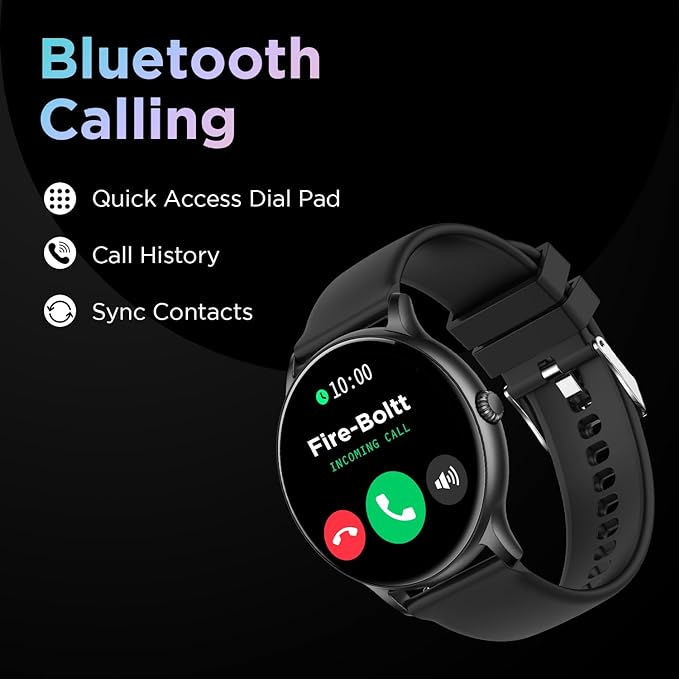 Bluetooth
Calling
Quick Access Dial Pad
Call History
Sync Contacts
10:00
Fire-Boltt
INCOMING CALL